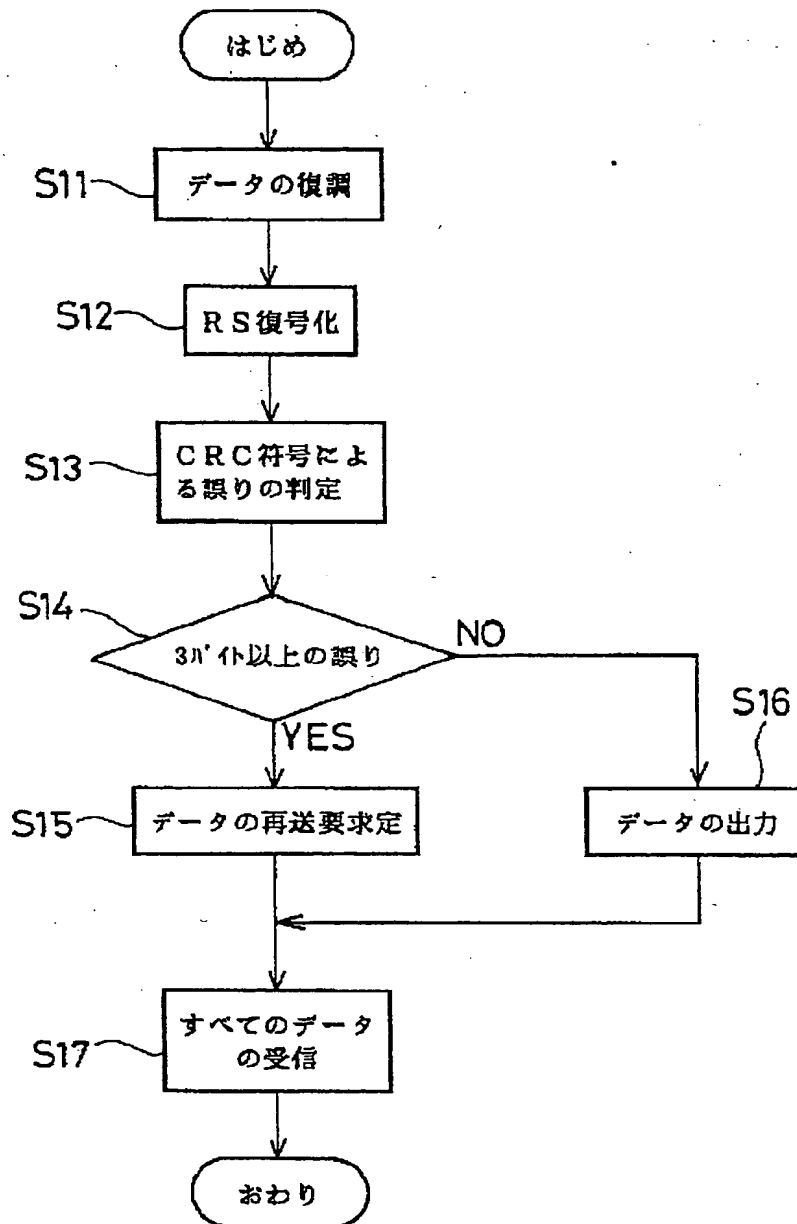 はじめ
S11
データの復調
S12
RS復号化
S13
CRC符号によ
る誤りの判定
S14
3バイト以上の誤り
NO
YES
S16
S15
データの再送要求定
データの出力
S17
すべてのデータ
の受信
おわり